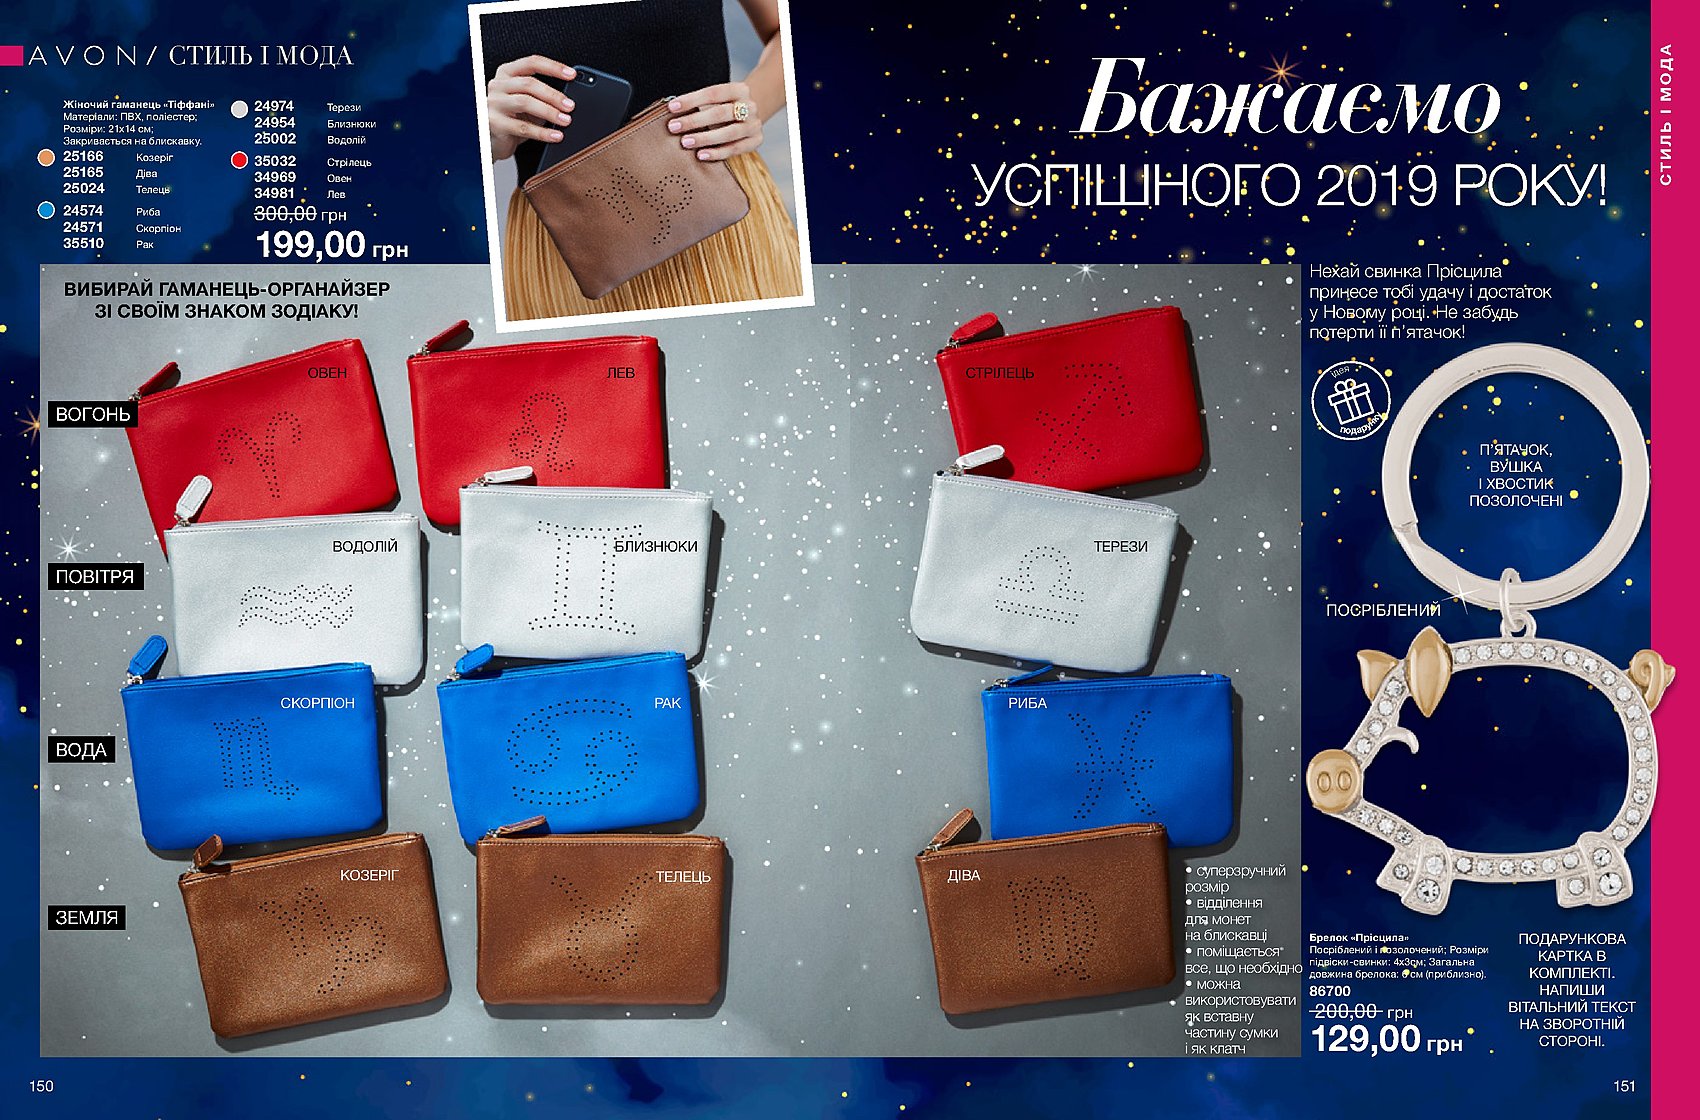 AVON / СТИЛЬ І МОДА
Жіночий гаманець «Тіффані»
Матеріали: ПВХ, поліестер;
Розміри: 21х14 см;
Закривається на блискавку.
25166 Козеріг
25165 Діва
25024 Телець
24574 Риба
24571 Скорпіон
35510 Рак
24974 Терези
24954 Близнюки
25002 Водолій
35032 Стрілець
34969 Овен
34981 Лев
300,00 грн
199,00 грн
Бажаємо
УСПІШНОГО 2019 РОКУ!
СТИЛЬ І МОДА
ВИБИРАЙ ГАМАНЕЦЬ-ОРГАНАЙЗЕР
ЗІ СВОЇМ ЗНАКОМ ЗОДІАКУ!
ВОГОНЬ
ОВЕН
ЛЕВ
СТРІЛЕЦЬ
ПОВІТРЯ
ВОДОЛІЙ
БЛИЗНЮКИ
ТЕРЕЗИ
ВОДА
СКОРПІОН
РАК
РИБА
ЗЕМЛЯ
КОЗЕРІГ
ТЕЛЕЦЬ
ДІВА
• суперзручний
розмір
• відділення
для монет
на блискавці
• поміщається*
все, що необхідно
• можна
використовувати
як вставну
частину сумки
і як клатч
Нехай свинка Прісцила
принесе тобі удачу і достаток
у Новому році. Не забудь
потерти її п'ятачок!
ідея
подарунку
П'ЯТАЧОК,
ВУШКА
І ХВОСТИК
ПОЗОЛОЧЕНІ
ПОСРІБЛЕНИЙ
Брелок «Прісцила»
Посріблений і позолочений; Розміри
підвіски-свинки: 4х3см; Загальна
довжина брелока: 6 см (приблизно).
86700
200,00 грн
129,00 грн
ПОДАРУНКОВА
КАРТКА В
КОМПЛЕКТІ.
НАПИШИ
ВІТАЛЬНИЙ ТЕКСТ
НА ЗВОРОТНІЙ
СТОРОНІ.
150
151